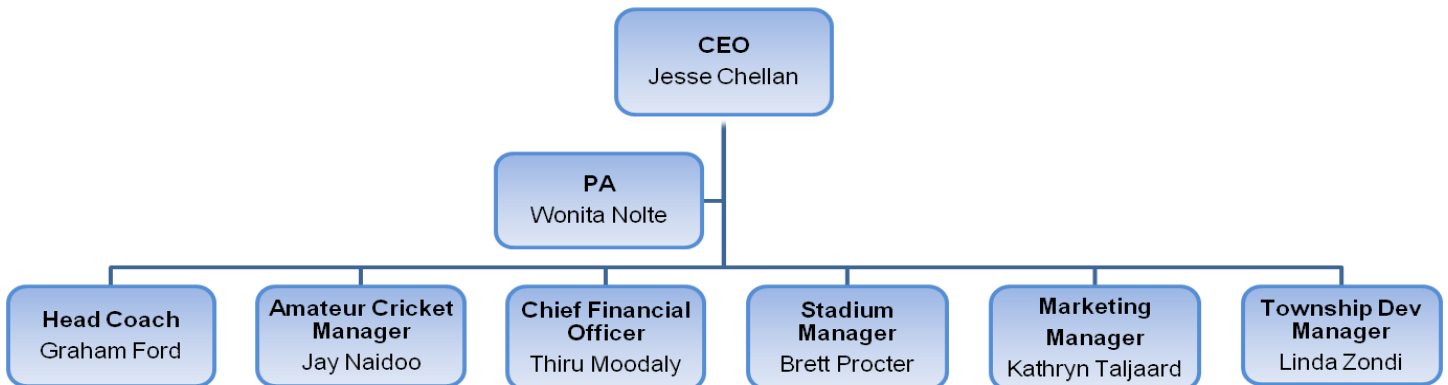 CEO
Jesse Chellan
PA
Wonita Nolte
Head Coach
Graham Ford
Amateur Cricket
Manager
Jay Naidoo
Chief Financial
Officer
Thiru Moodaly
Stadium
Manager
Brett Procter
Marketing
Manager
Kathryn Taljaard
Township Dev
Manager
Linda Zondi